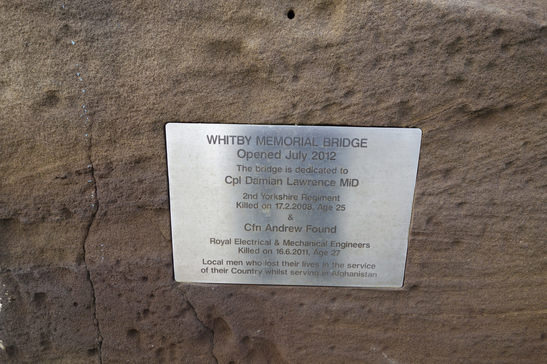 WHITBY MEMORIAL BRIDGE
Opened July 2012
The bridge is dedicated to
Cpl Damian Lawrence MiD
2nd Yorkshire Regiment
Killed on 17.2.2008, Age 25
&
Cfn Andrew Found
Royal Electrical & Mechanical Engineers
Killed on 16.6.2011, Age 27
Local men who lost their lives in the service
of their Country whilst serving in Afghanistan